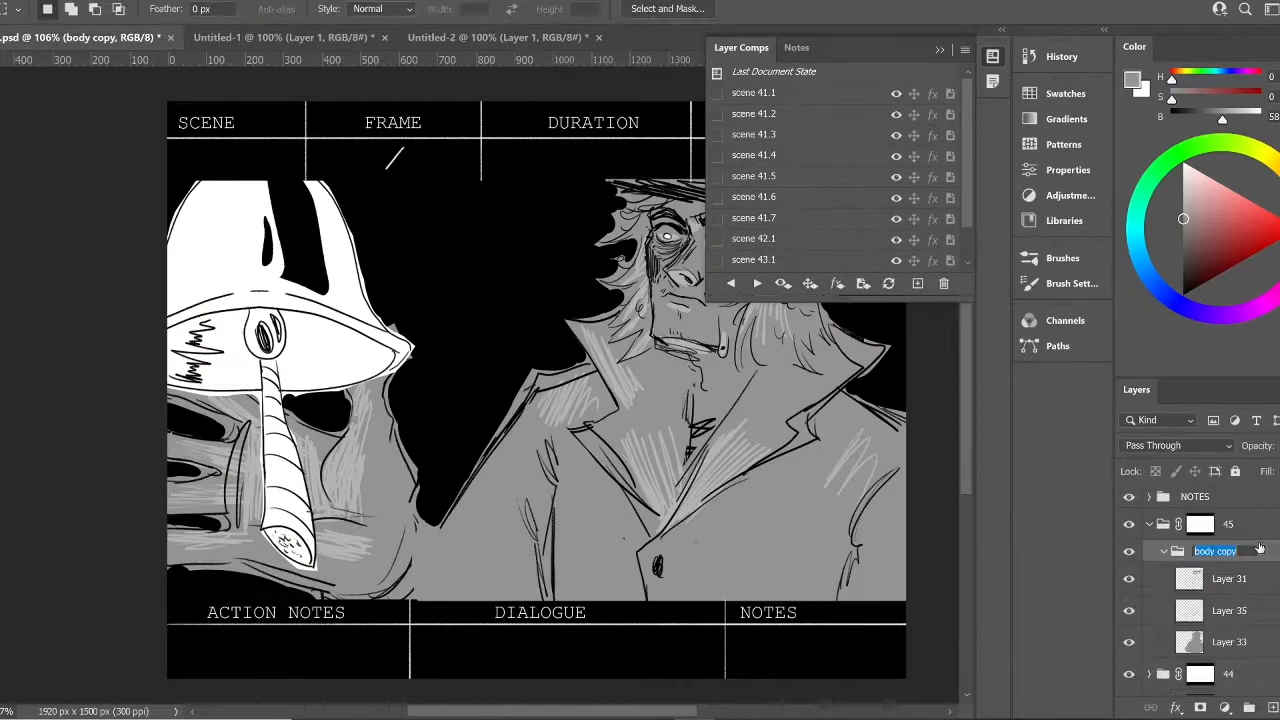 Feather: 0 px Anti-alias Style: Normal Width: Height: Select and Mask...
.psd @ 106% (body copy, RGB/8) * × Untitled-1 @ 100% (Layer 1, RGB/8#) * × Untitled-2 @ 100% (Layer 1, RGB/8#) * ×
400 300 200 100 0 100 200 300 400 500 600 700 800 900 1000 1100 1200 1300
Layer Comps Notes
Last Document State
scene 41.1
scene 41.2
scene 41.3
scene 41.4
scene 41.5
scene 41.6
scene 41.7
scene 42.1
scene 43.1
SCENE FRAME DURATION
ACTION NOTES DIALOGUE NOTES
History
Swatches
Gradients
Patterns
Properties
Adjustme...
Libraries
Brushes
Brush Sett...
Channels
Paths
Color
H 0
S 0
B 58
Layers
Kind
Pass Through Opacity:
Lock: Fill:
NOTES
45
body copy
Layer 31
Layer 35
Layer 33
44
7% 1920 px x 1500 px (300 ppi)